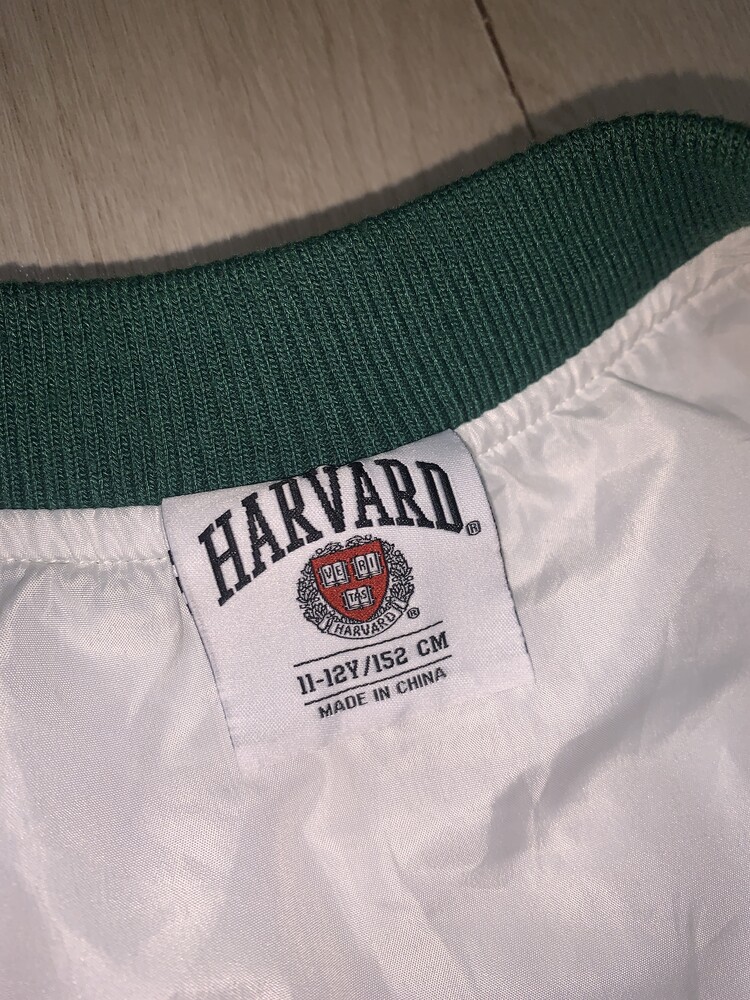 HARVARD®
VE RI
TAS
HARVARD ®
11-12Y/152 CM
MADE IN CHINA